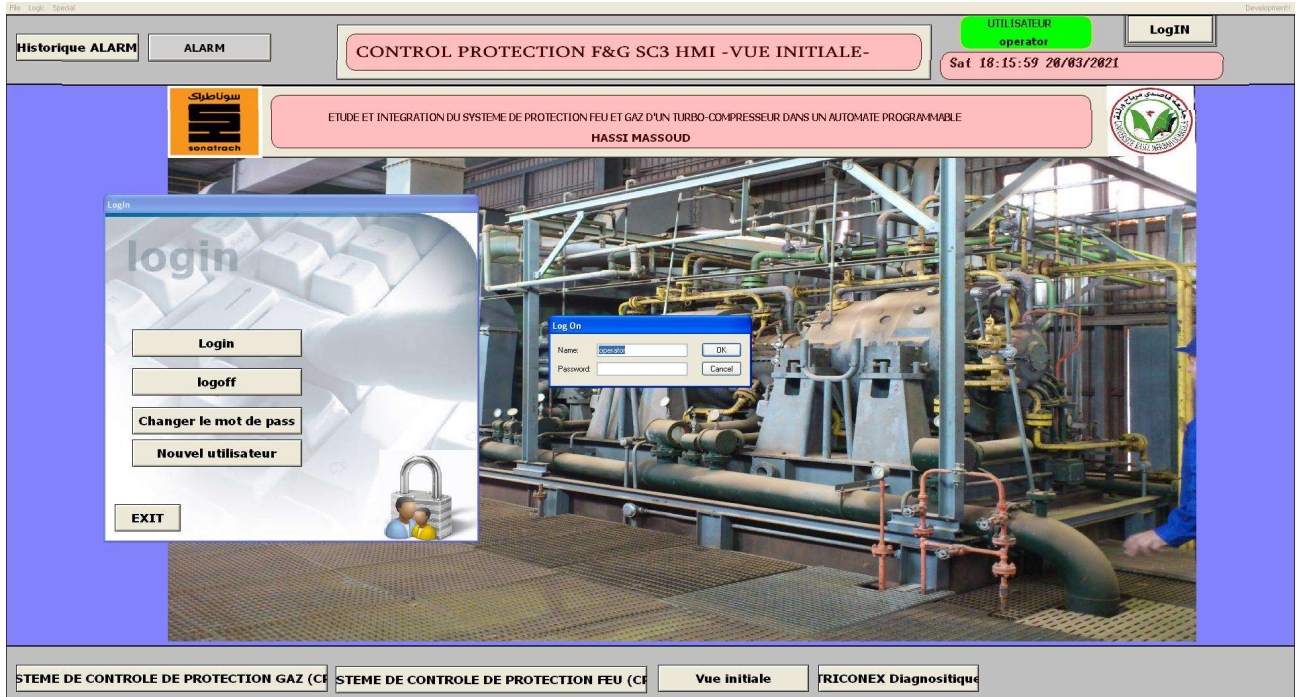 File Logic Special
Development!
Historique ALARM
ALARM
CONTROL PROTECTION F&G SC3 HMI -VUE INITIALE-
UTILISATEUR
operator
LogIN
Sat 18:15:59 20/03/2021
سوناطراك
sonatrach
ETUDE ET INTEGRATION DU SYSTEME DE PROTECTION FEU ET GAZ D'UN TURBO-COMPRESSEUR DANS UN AUTOMATE PROGRAMMABLE
HASSI MASSOUD
LogIn
login
Login
logoff
Changer le mot de pass
Nouvel utilisateur
EXIT
Log On
Name: operator
OK
Password:
Cancel
STEME DE CONTROLE DE PROTECTION GAZ (CP
STEME DE CONTROLE DE PROTECTION FEU (CP
Vue initiale
TRICONEX Diagnositique